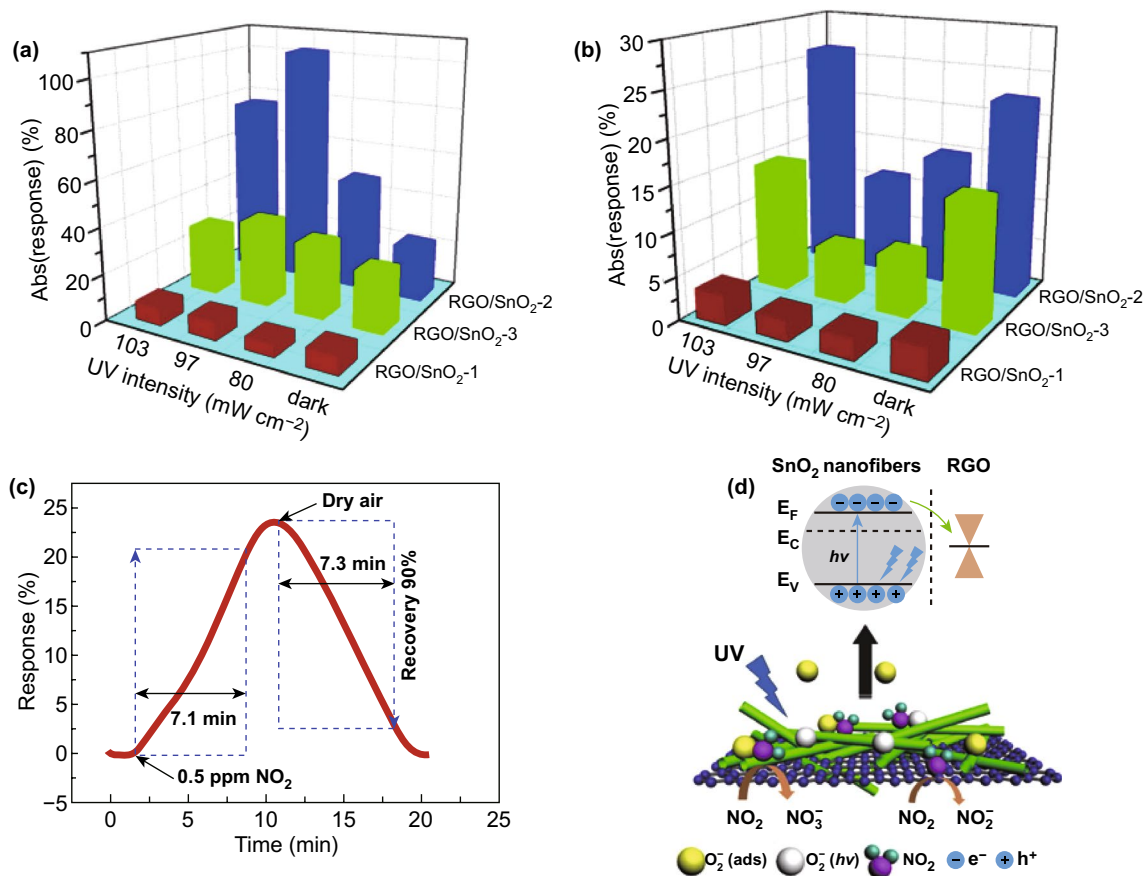 (a)
100
80
60
40
20
0
Abs(response) (%)
103
97
80
dark
UV intensity (mW cm⁻²)
RGO/SnO₂-2
RGO/SnO₂-3
RGO/SnO₂-1
(b)
30
25
20
15
10
5
0
Abs(response) (%)
103
97
80
dark
UV intensity (mW cm⁻²)
RGO/SnO₂-2
RGO/SnO₂-3
RGO/SnO₂-1
(c)
25
20
15
10
5
0
−5
Response (%)
Dry air
7.3 min
Recovery 90%
7.1 min
0.5 ppm NO₂
0 5 10 15 20 25
Time (min)
SnO₂ nanofibers RGO
(d)
E_F
E_C
hν
E_V
UV
NO₂ NO₃⁻ NO₂ NO₂⁻
O₂⁻ (ads) O₂⁻ (hν) NO₂ e⁻ h⁺